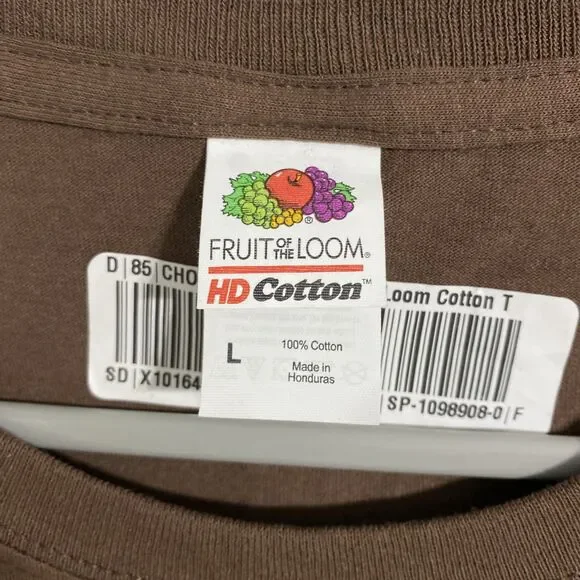 FRUIT OF THE LOOM®
HD Cotton™
L
100% Cotton
Made in
Honduras
D | 85 | CHO
SD | X10164
Loom Cotton T
SP-1098908-0 | F